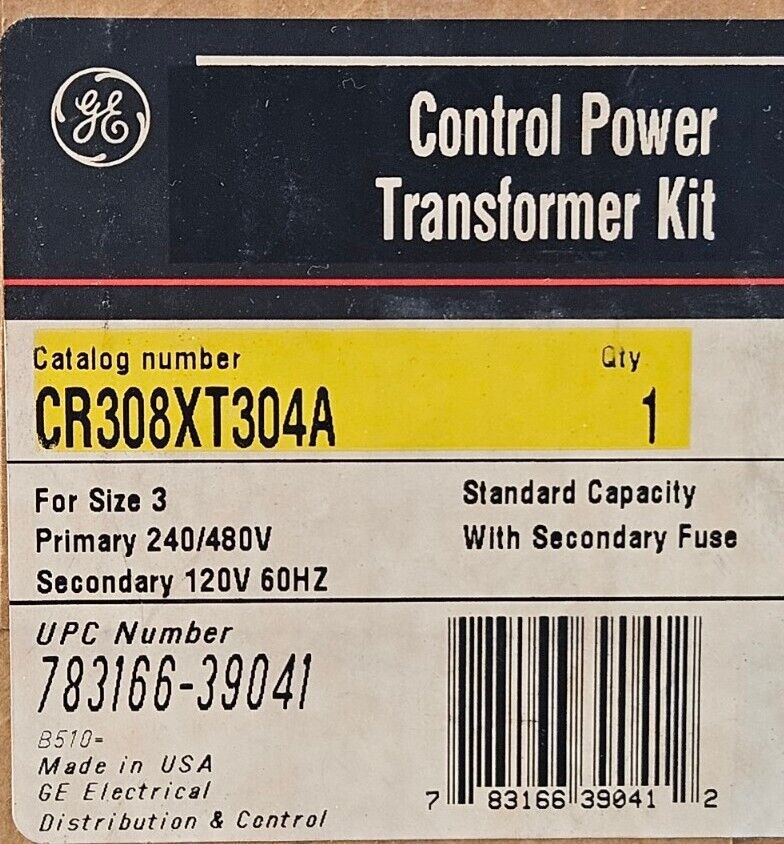 GE
Control Power
Transformer Kit
Catalog number Qty
CR308XT304A 1
For Size 3 Standard Capacity
Primary 240/480V With Secondary Fuse
Secondary 120V 60HZ
UPC Number
783166-39041
B510=
Made in USA
GE Electrical
Distribution & Control
7 83166 39041 2